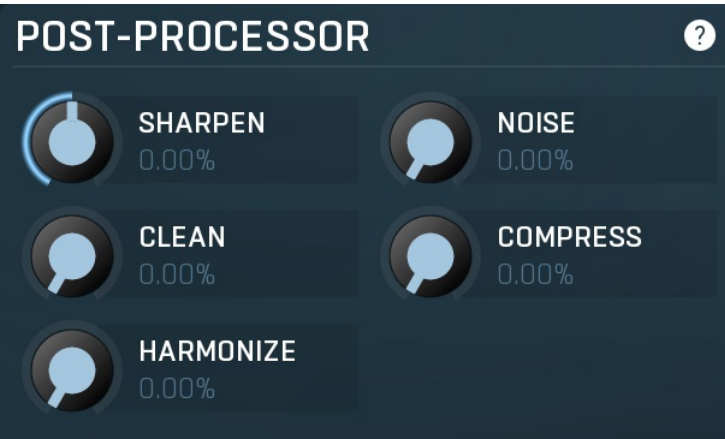 POST-PROCESSOR
?
SHARPEN
0.00%
NOISE
0.00%
CLEAN
0.00%
COMPRESS
0.00%
HARMONIZE
0.00%